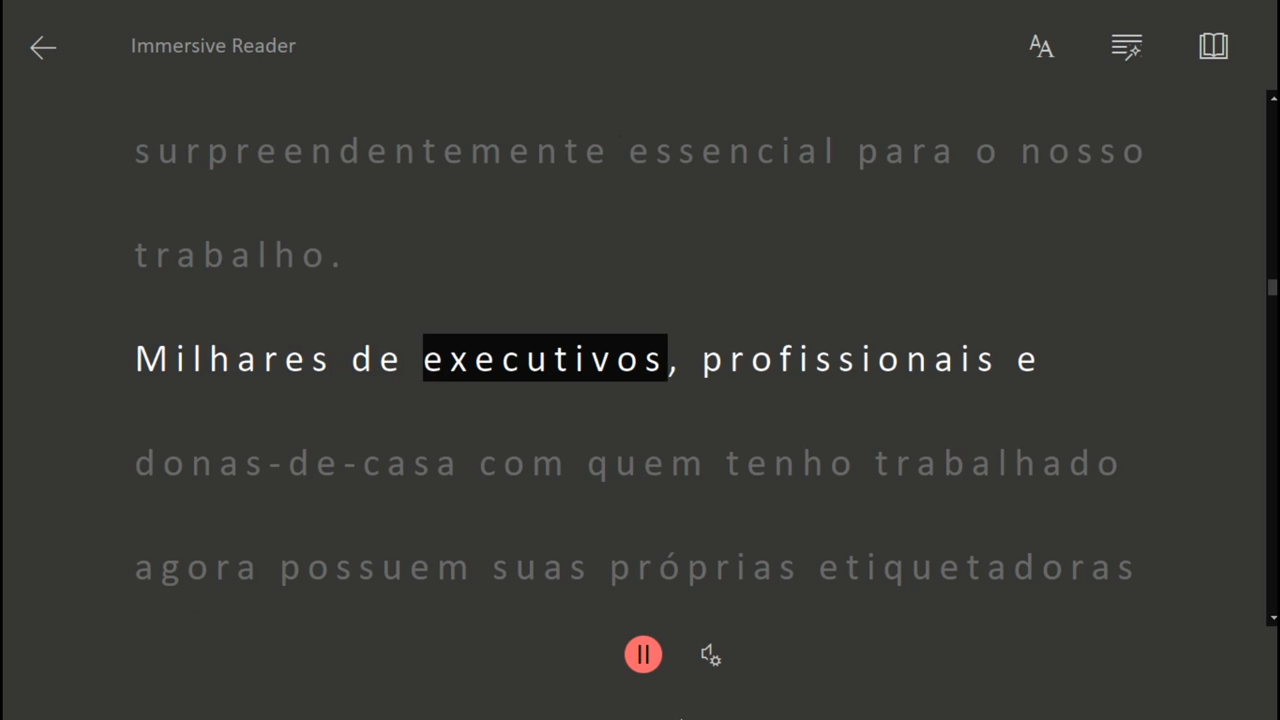 Immersive Reader
surpreendentemente essencial para o nosso
trabalho.
Milhares de executivos, profissionais e
donas-de-casa com quem tenho trabalhado
agora possuem suas próprias etiquetadoras